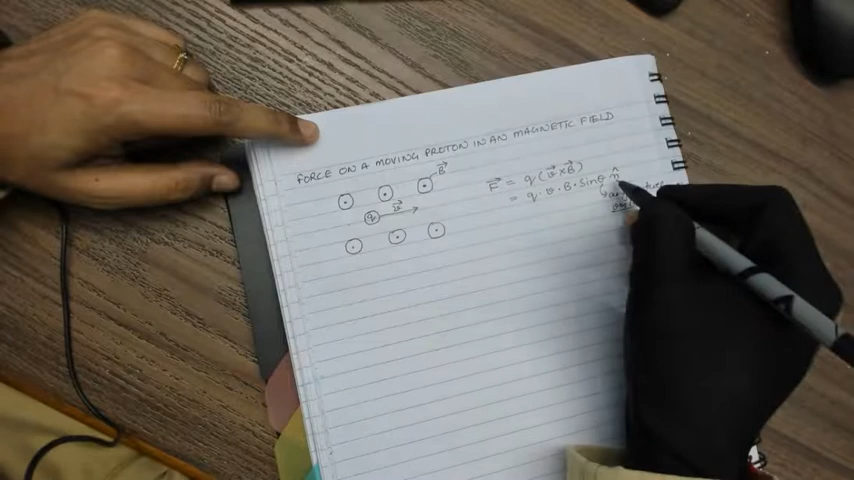 FORCE ON A MOVING PROTON IN AN MAGNETIC FIELD
B⃗
F⃗ = q(v⃗ × B⃗)
= q · v · B · Sinθ n̂
v⃗
q